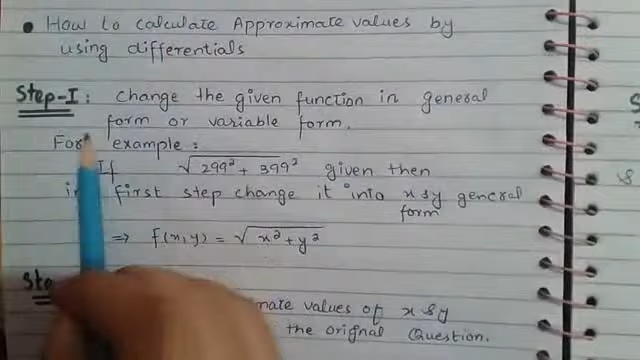 • How to calculate Approximate values by
using differentials
Step-I: Change the given function in general
form or variable form.
For example:
If √299² + 399² given then
in first step change it into x & y general
form
⇒ f(x,y) = √x² + y²
mate values of x & y
the orignal Question.
S